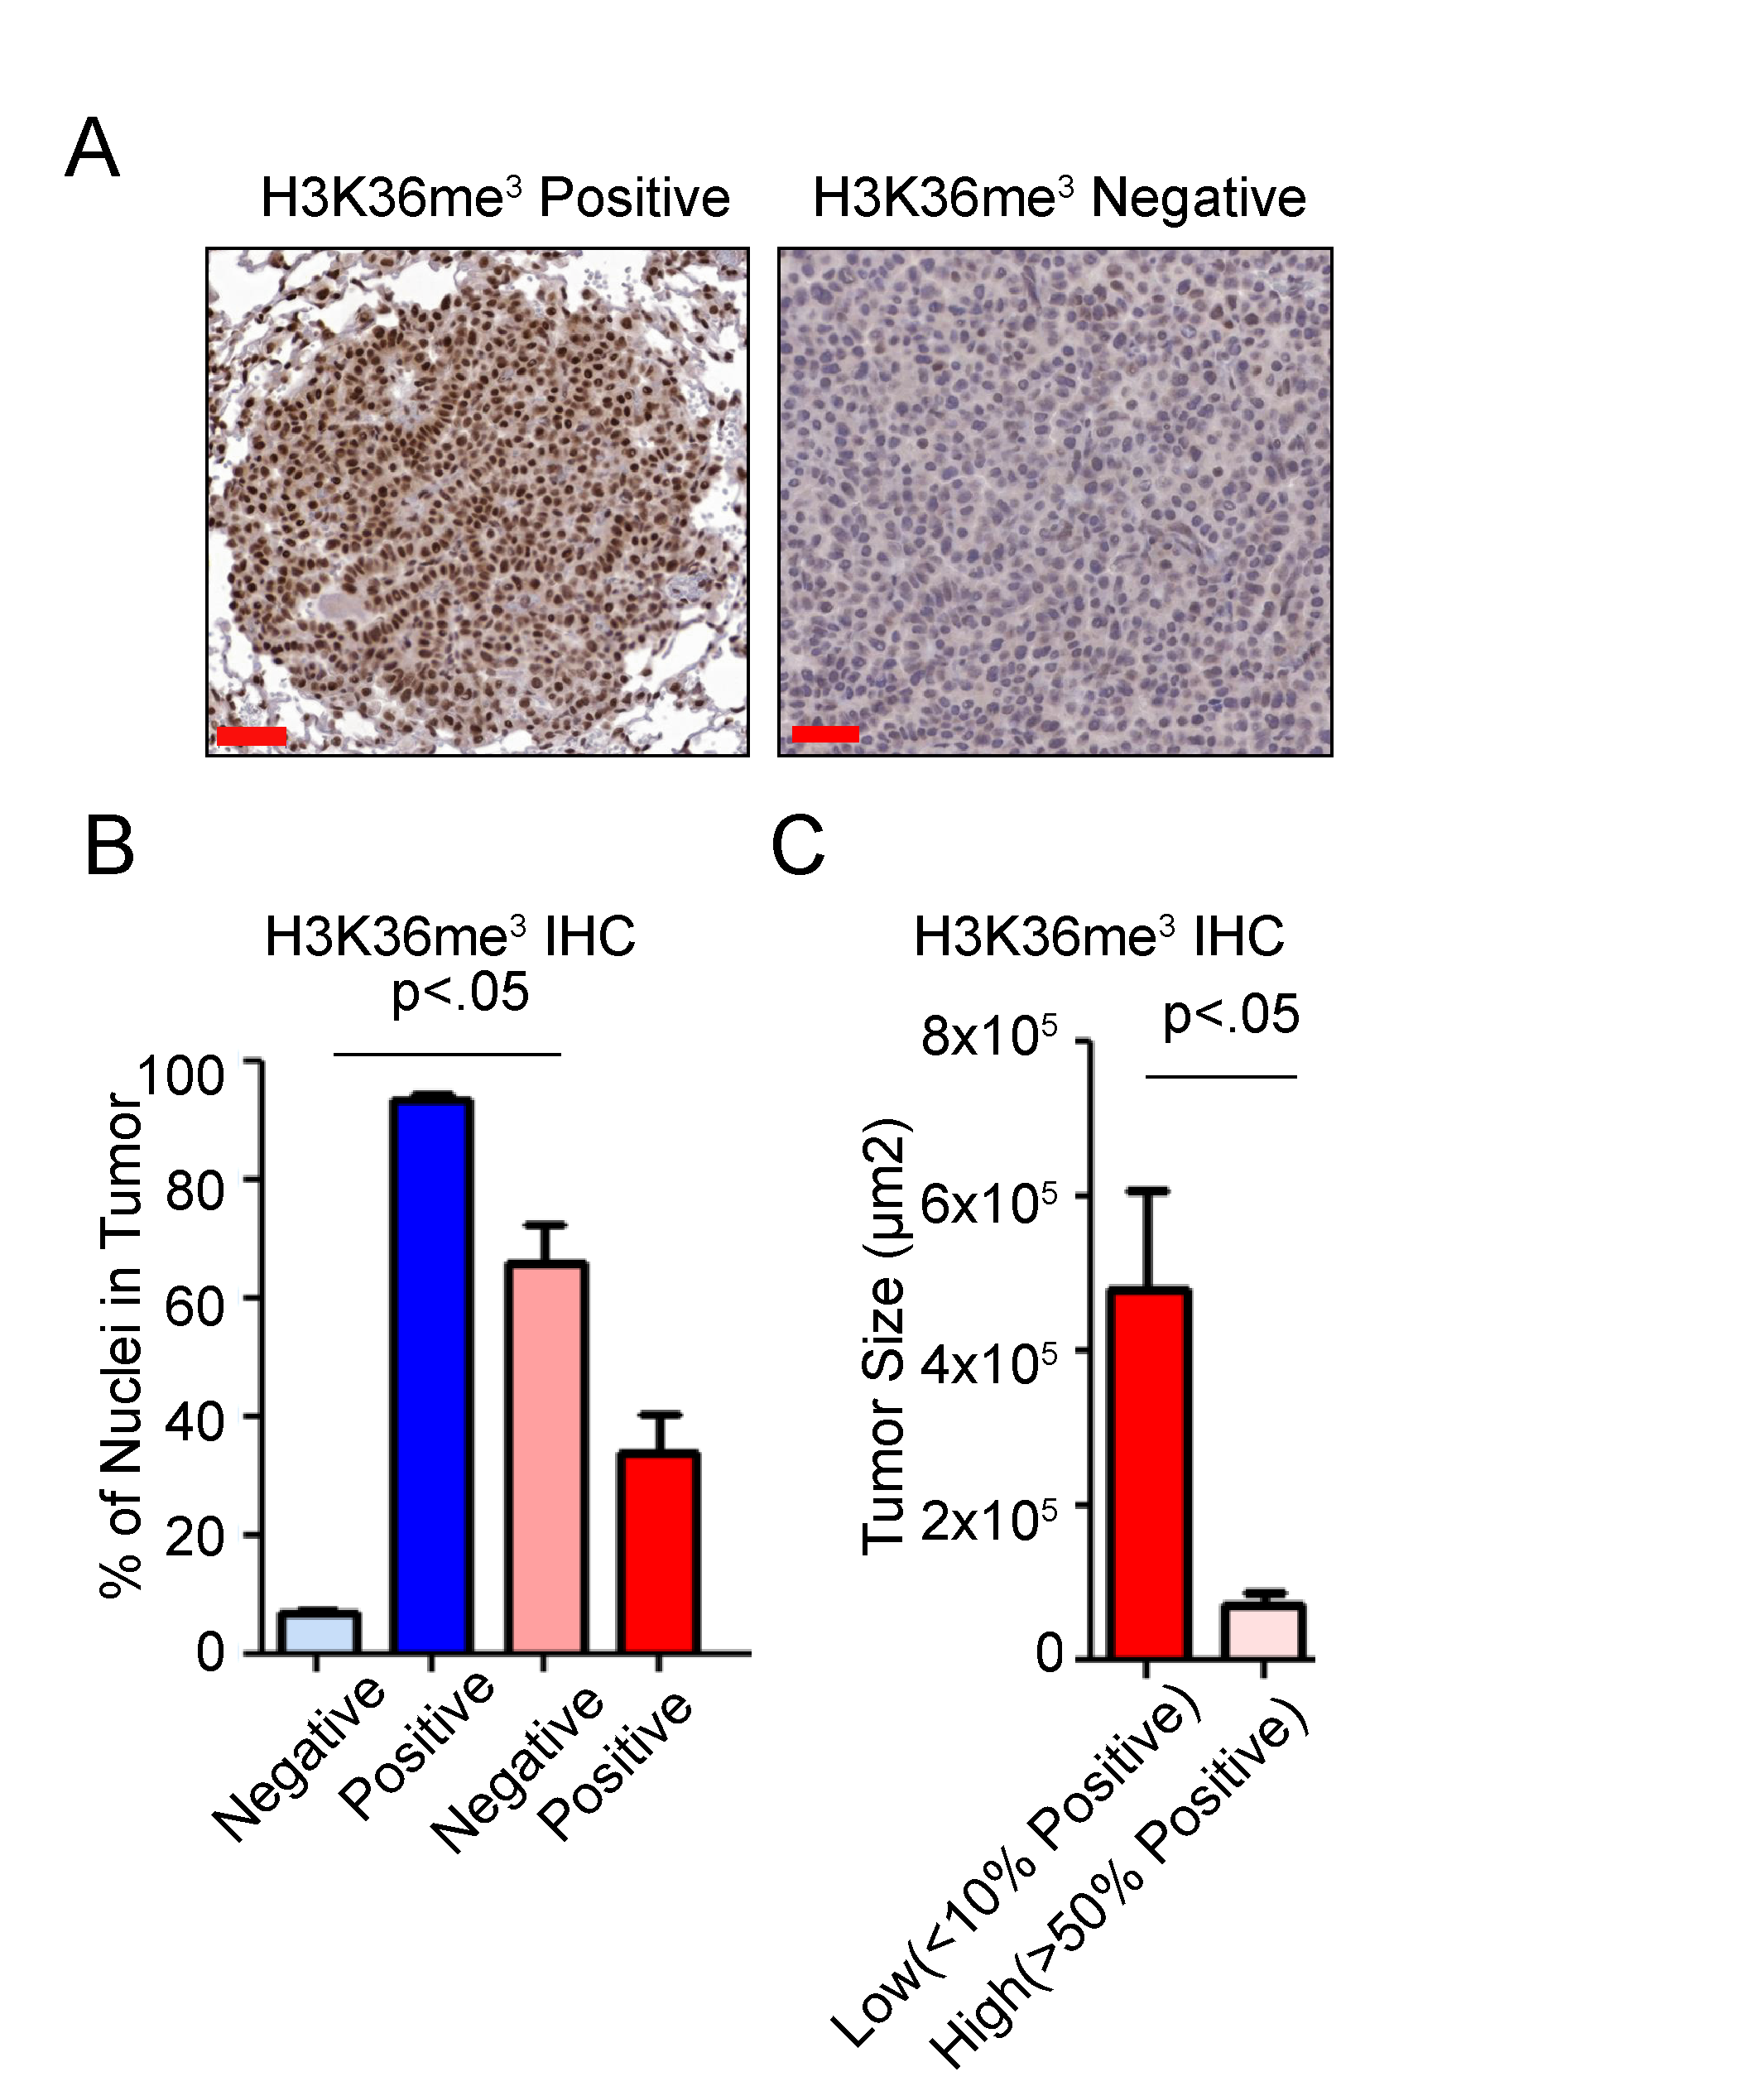 A
H3K36me³ Positive
H3K36me³ Negative
B
H3K36me³ IHC
p<.05
% of Nuclei in Tumor
100
80
60
40
20
0
Negative
Positive
Negative
Positive
C
H3K36me³ IHC
p<.05
Tumor Size (μm2)
8x10⁵
6x10⁵
4x10⁵
2x10⁵
0
Low(<10% Positive)
High(>50% Positive)